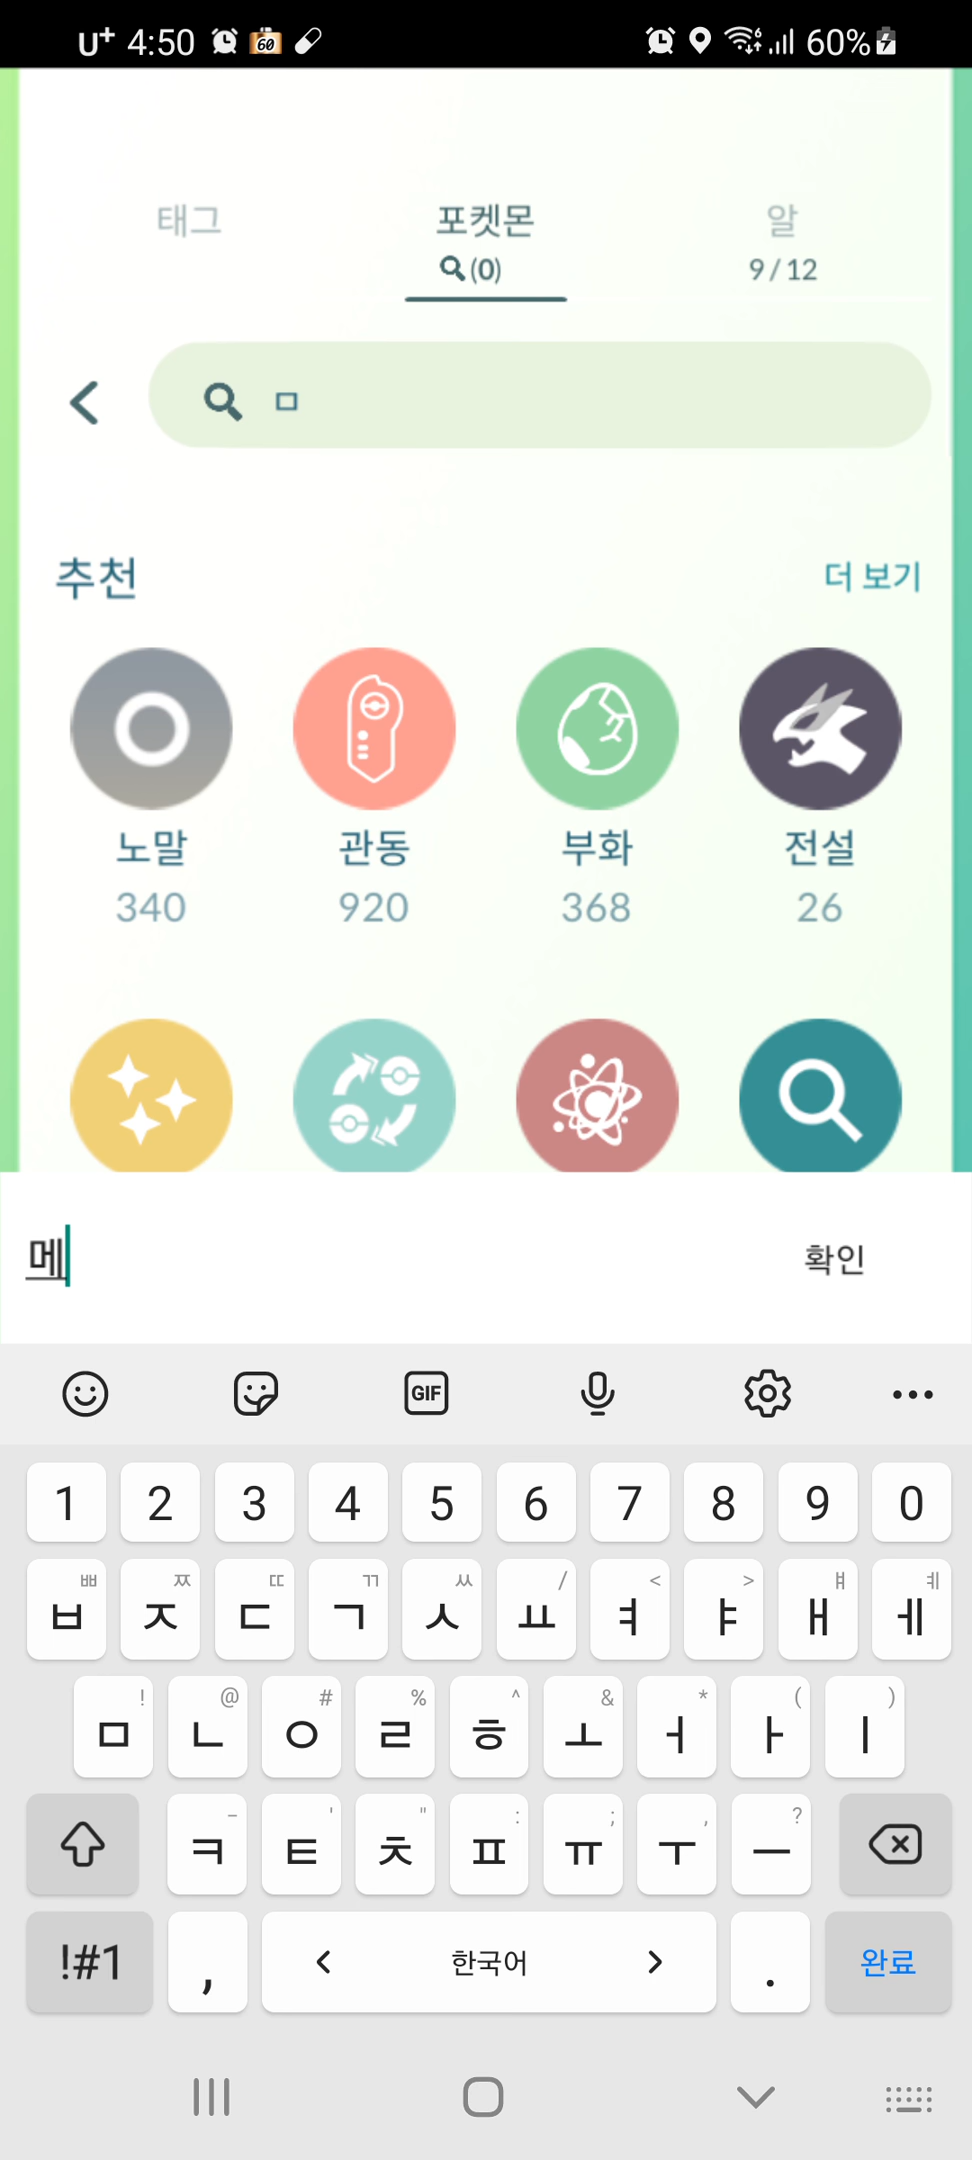 U+ 4:50 60 60%
태그 포켓몬 알
(0) 9 / 12
ㅁ
추천 더 보기
노말 관동 부화 전설
340 920 368 26
메 확인
GIF
1 2 3 4 5 6 7 8 9 0
ㅃ ㅉ ㄸ ㄲ ㅆ / < > ㅒ ㅖ
ㅂ ㅈ ㄷ ㄱ ㅅ ㅛ ㅕ ㅑ ㅐ ㅔ
! @ # % ^ & * ( )
ㅁ ㄴ ㅇ ㄹ ㅎ ㅗ ㅓ ㅏ ㅣ
- ' " : ; , ?
ㅋ ㅌ ㅊ ㅍ ㅠ ㅜ ㅡ
!#1 , < 한국어 > . 완료